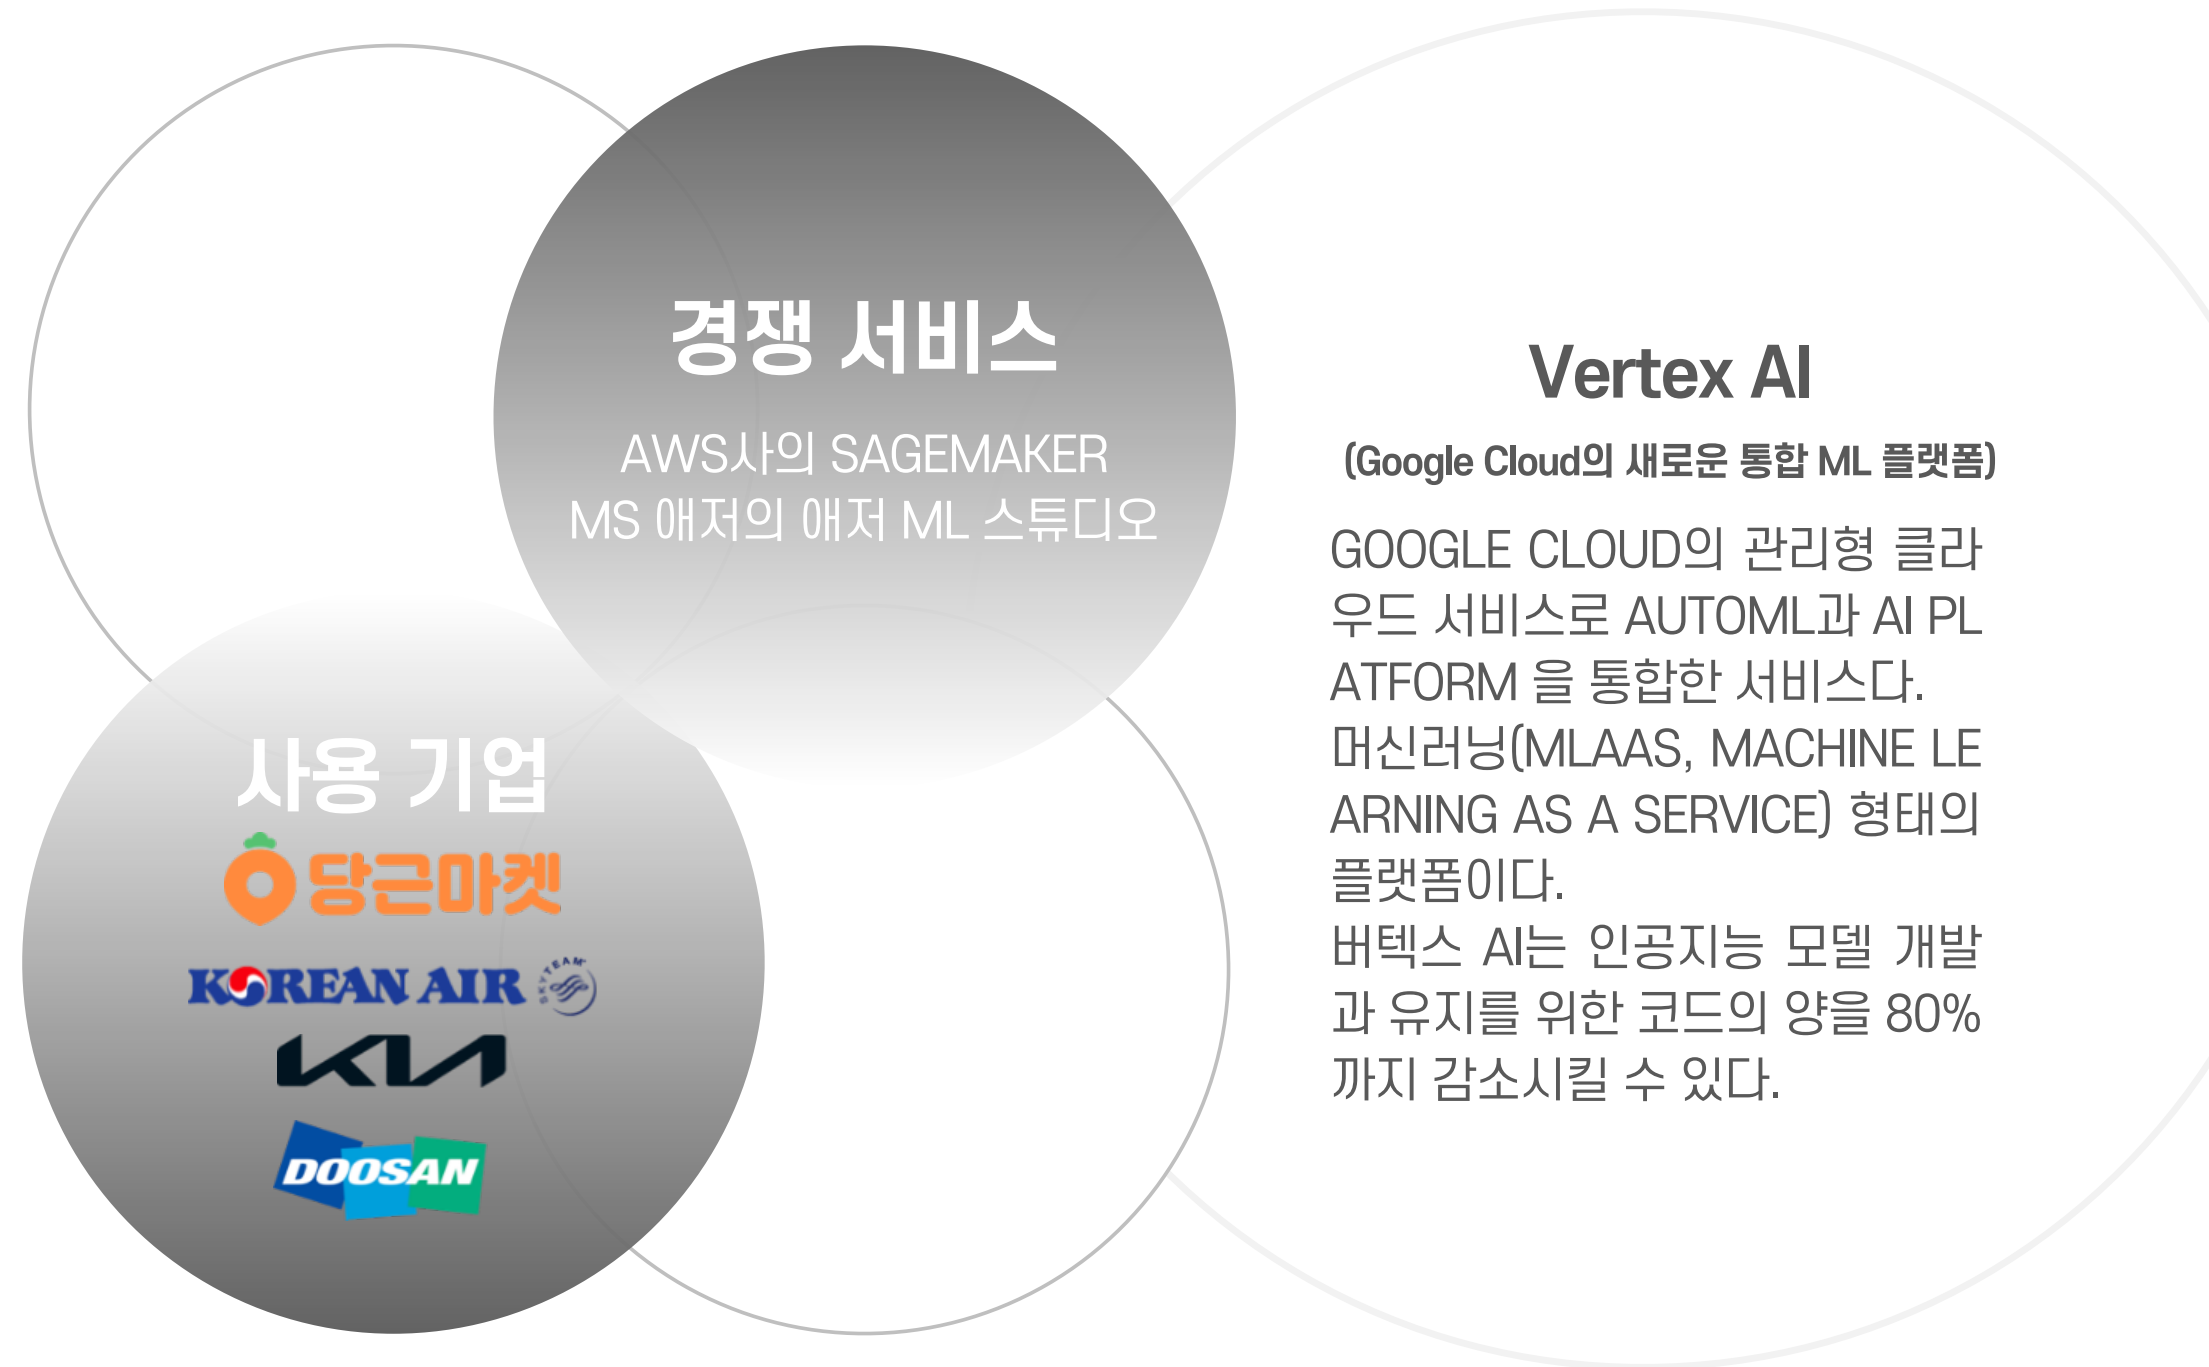 경쟁 서비스
AWS사의 SAGEMAKER
MS 애저의 애저 ML 스튜디오
사용 기업
당근마켓
KOREAN AIR SKYTEAM
KIA
DOOSAN
Vertex AI
(Google Cloud의 새로운 통합 ML 플랫폼)
GOOGLE CLOUD의 관리형 클라
우드 서비스로 AUTOML과 AI PL
ATFORM 을 통합한 서비스다.
머신러닝(MLAAS, MACHINE LE
ARNING AS A SERVICE) 형태의
플랫폼이다.
버텍스 AI는 인공지능 모델 개발
과 유지를 위한 코드의 양을 80%
까지 감소시킬 수 있다.